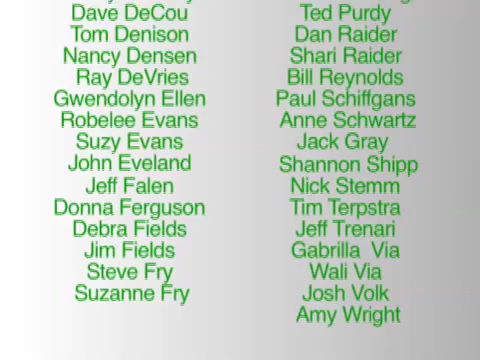 Dave DeCou
Tom Denison
Nancy Densen
Ray DeVries
Gwendolyn Ellen
Robelee Evans
Suzy Evans
John Eveland
Jeff Falen
Donna Ferguson
Debra Fields
Jim Fields
Steve Fry
Suzanne Fry
Ted Purdy
Dan Raider
Shari Raider
Bill Reynolds
Paul Schiffgans
Anne Schwartz
Jack Gray
Shannon Shipp
Nick Stemm
Tim Terpstra
Jeff Trenari
Gabrilla Via
Wali Via
Josh Volk
Amy Wright